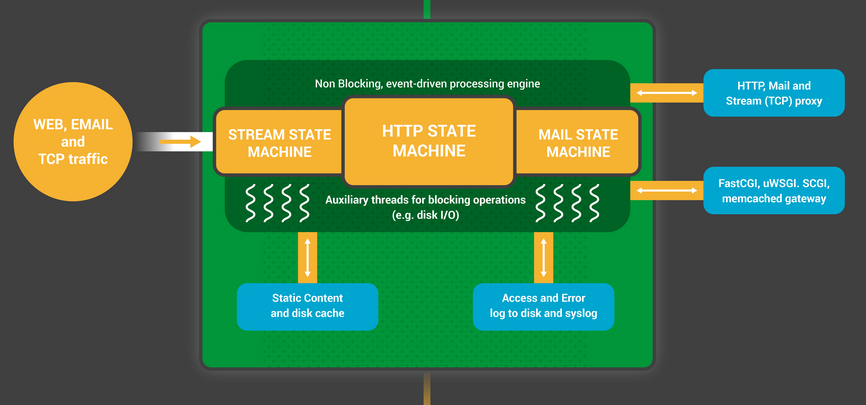 Non Blocking, event-driven processing engine
WEB, EMAIL
and
TCP traffic
STREAM STATE
MACHINE
HTTP STATE
MACHINE
MAIL STATE
MACHINE
HTTP, Mail and
Stream (TCP) proxy
FastCGI, uWSGI. SCGI,
memcached gateway
Auxiliary threads for blocking operations
(e.g. disk I/O)
Static Content
and disk cache
Access and Error
log to disk and syslog